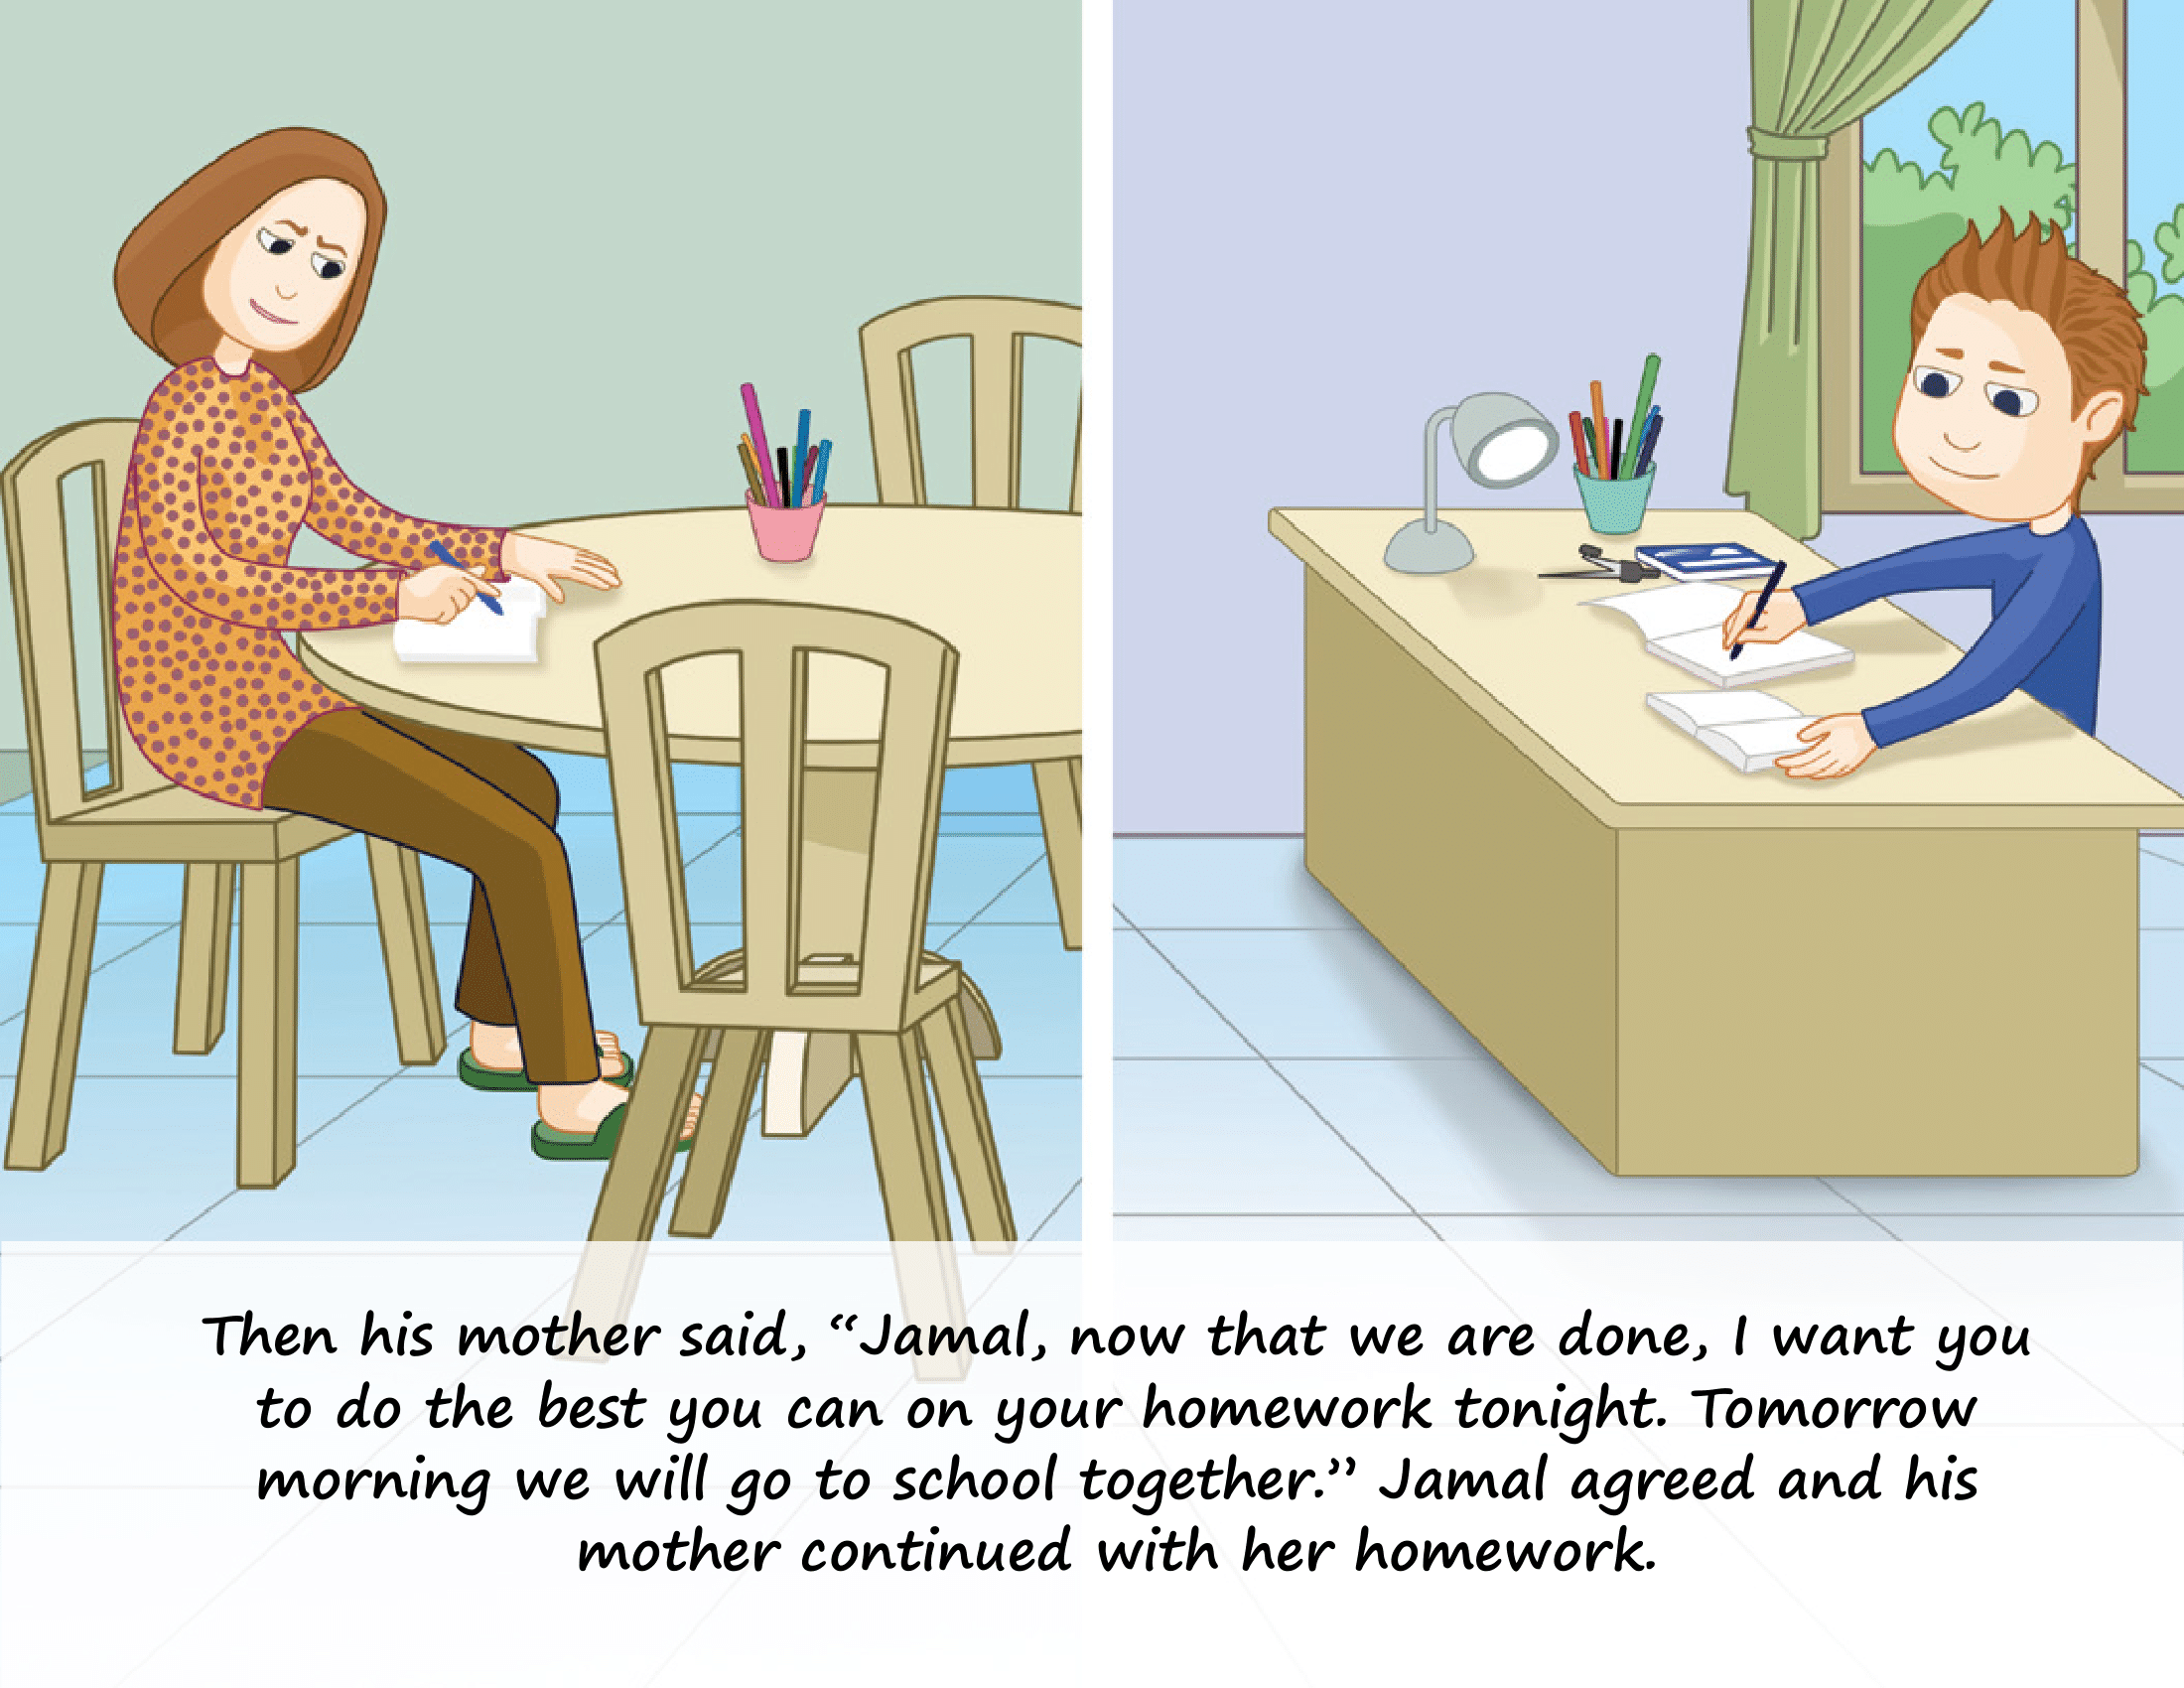 Then his mother said, “Jamal, now that we are done, I want you
to do the best you can on your homework tonight. Tomorrow
morning we will go to school together.” Jamal agreed and his
mother continued with her homework.